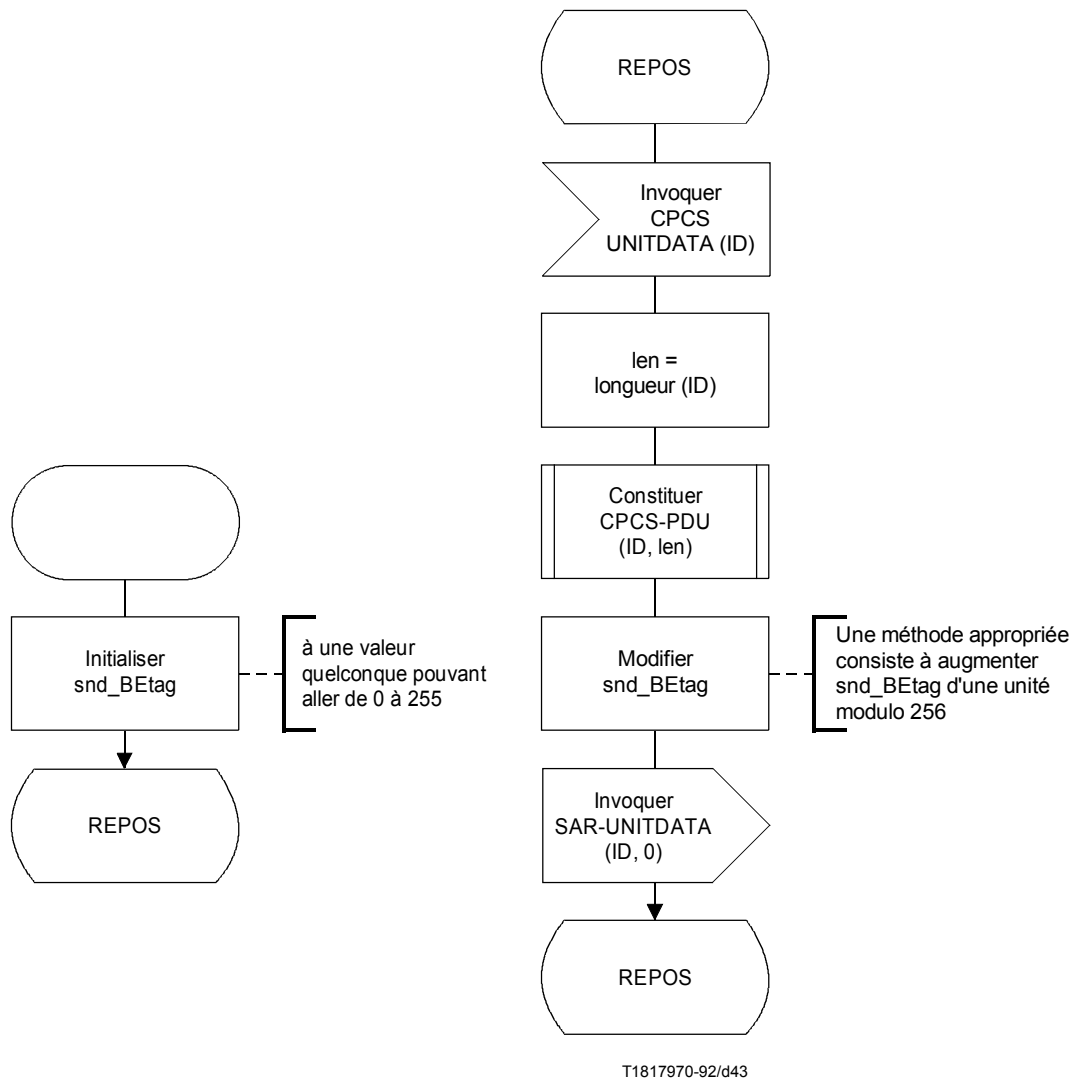 REPOS
Invoquer
CPCS
UNITDATA (ID)
len =
longueur (ID)
Constituer
CPCS-PDU
(ID, len)
Initialiser
snd_BEtag
à une valeur
quelconque pouvant
aller de 0 à 255
Modifier
snd_BEtag
Une méthode appropriée
consiste à augmenter
snd_BEtag d'une unité
modulo 256
REPOS
Invoquer
SAR-UNITDATA
(ID, 0)
REPOS
T1817970-92/d43